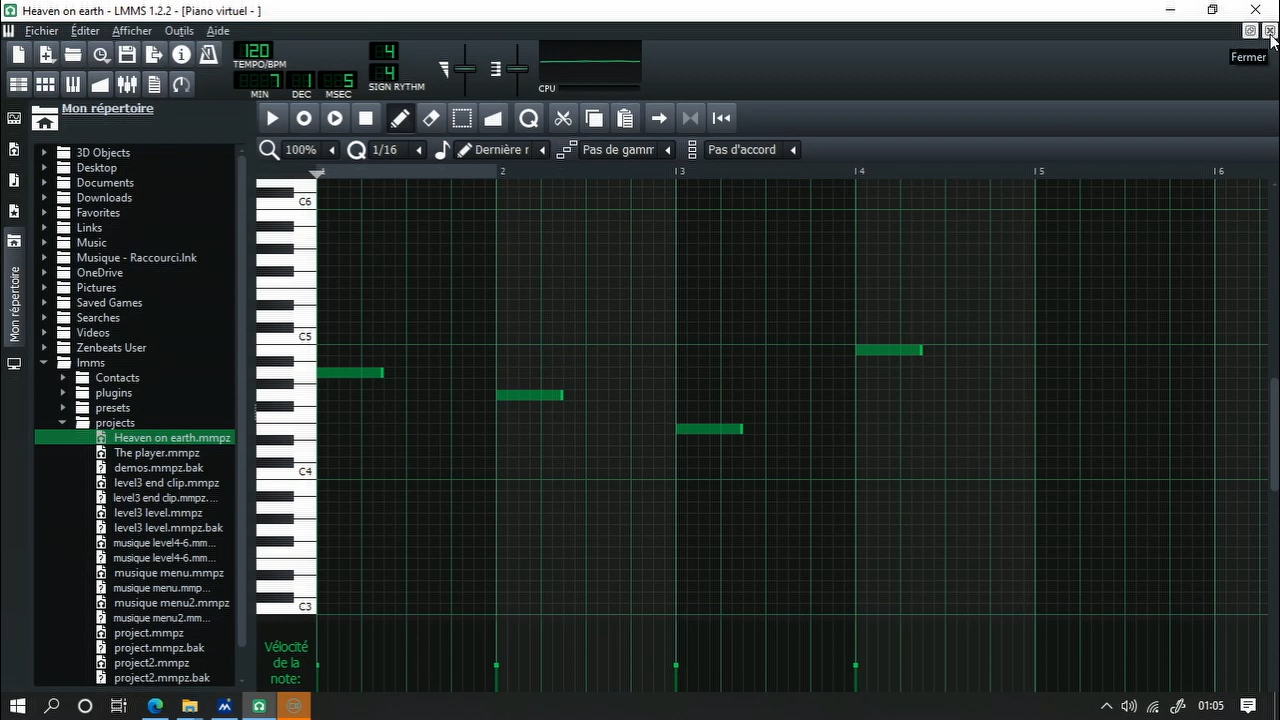 Heaven on earth - LMMS 1.2.2 - [Piano virtuel - ]
Fichier Éditer Afficher Outils Aide
Fermer
120
TEMPO/BPM
7 1 5
MIN DEC MSEC
4
4
SIGN RYTHM
CPU
Mon répertoire
100% 1/16 Dernière r Pas de gamm Pas d'accord
1 2 3 4 5 6
3D Objects
Desktop
Documents
Downloads
Favorites
Links
Music
Musique - Raccourci.lnk
OneDrive
Pictures
Saved Games
Searches
Videos
Zenbeats User
lmms
Contacts
plugins
presets
projects
Heaven on earth.mmpz
The player.mmpz
demos.mmpz.bak
level3 end clip.mmpz
level3 end clip.mmpz....
level3 level.mmpz
level3 level.mmpz.bak
musique level4-6.mm...
musique level4-6.mm...
musique menu.mmpz
musique menu.mmp...
musique menu2.mmpz
musique menu2.mm...
project.mmpz
project.mmpz.bak
project2.mmpz
project2.mmpz.bak
C6
C5
C4
C3
Vélocité
de la
note:
01:05